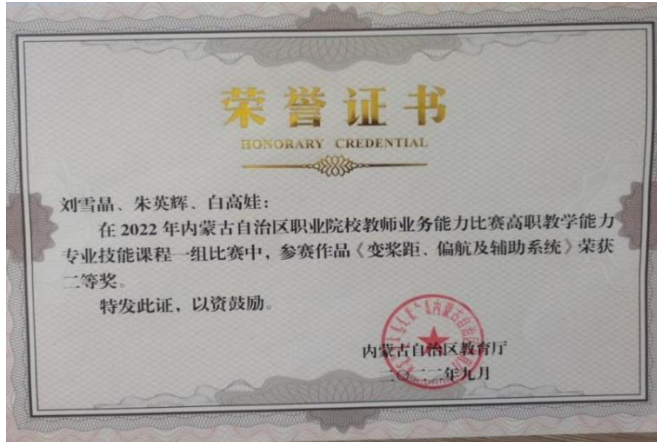 荣誉证书
HONORARY CREDENTIAL
刘雪晶、朱英辉、白高娃：
在 2022 年内蒙古自治区职业院校教师业务能力比赛高职教学能力
专业技能课程一组比赛中，参赛作品《变桨距、偏航及辅助系统》荣获
二等奖。
特发此证，以资鼓励。
内蒙古自治区教育厅
二〇二二年九月